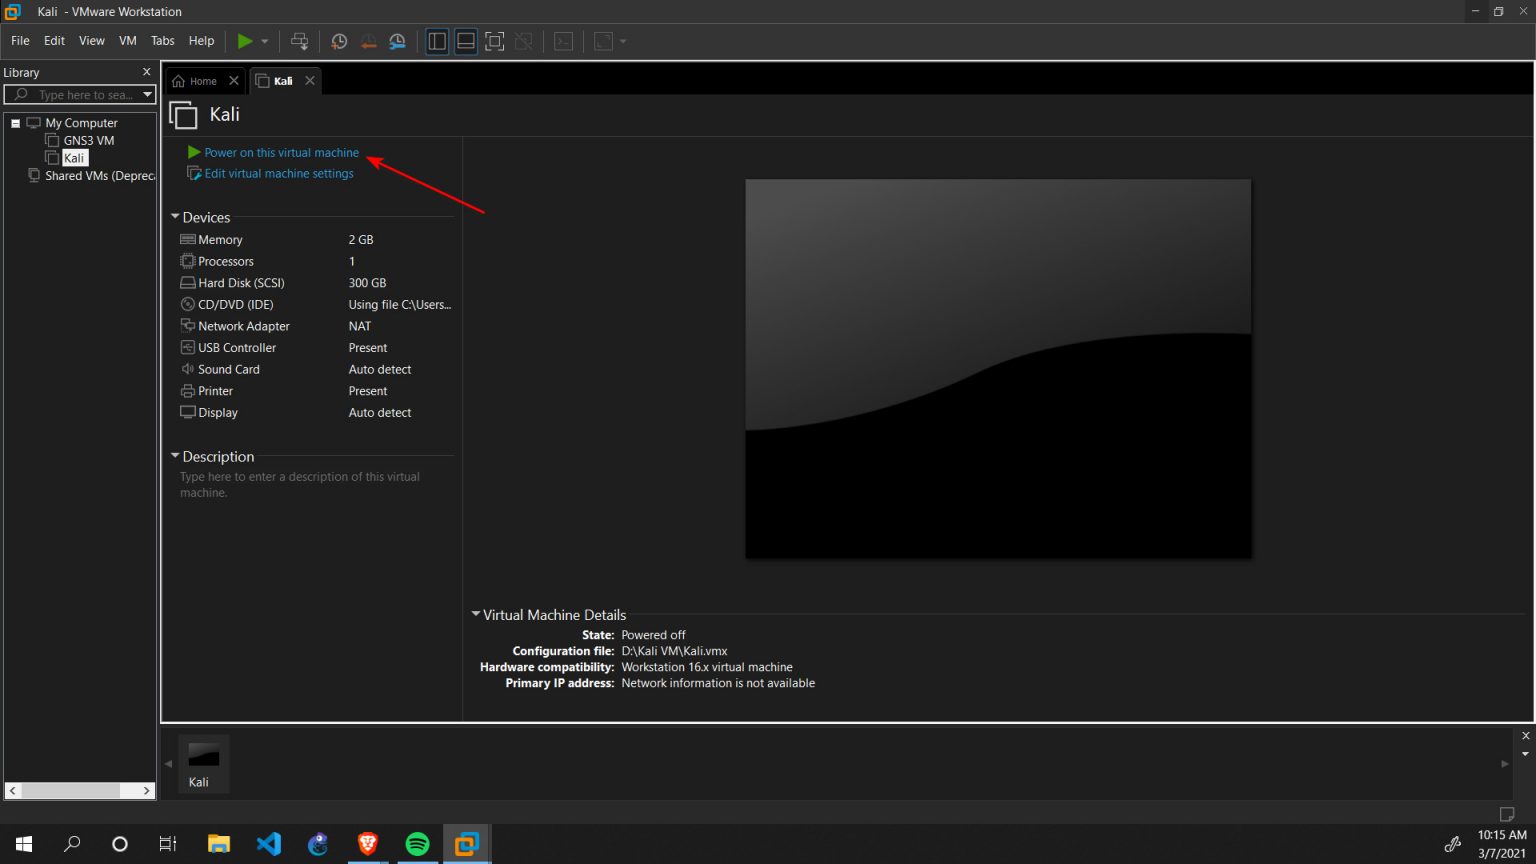 Kali - VMware Workstation
File Edit View VM Tabs Help
Library
Type here to sea...
My Computer
GNS3 VM
Kali
Shared VMs (Depreca
Home
Kali
Kali
Power on this virtual machine
Edit virtual machine settings
Devices
Memory 2 GB
Processors 1
Hard Disk (SCSI) 300 GB
CD/DVD (IDE) Using file C:\Users...
Network Adapter NAT
USB Controller Present
Sound Card Auto detect
Printer Present
Display Auto detect
Description
Type here to enter a description of this virtual
machine.
Virtual Machine Details
State: Powered off
Configuration file: D:\Kali VM\Kali.vmx
Hardware compatibility: Workstation 16.x virtual machine
Primary IP address: Network information is not available
Kali
10:15 AM
3/7/2021